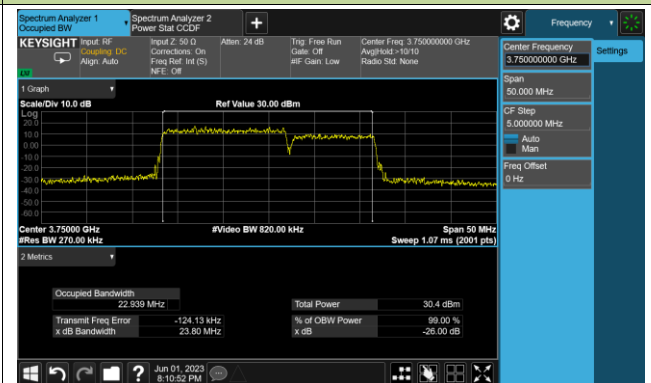 Spectrum Analyzer 1
Occupied BW
Spectrum Analyzer 2
Power Stat CCDF
+
Frequency
KEYSIGHT
Input: RF
Coupling: DC
Align: Auto
Input Z: 50 Ω
Corrections: On
Freq Ref: Int (S)
NFE: Off
Atten: 24 dB
Trig: Free Run
Gate: Off
#IF Gain: Low
Center Freq: 3.750000000 GHz
Avg|Hold:>10/10
Radio Std: None
Center Frequency
3.750000000 GHz
Settings
Span
50.000 MHz
CF Step
5.000000 MHz
Auto
Man
Freq Offset
0 Hz
1 Graph
Scale/Div 10.0 dB
Ref Value 30.00 dBm
Log
20.0
10.0
0.00
-10.0
-20.0
-30.0
-40.0
-50.0
-60.0
Center 3.75000 GHz
#Video BW 820.00 kHz
Span 50 MHz
#Res BW 270.00 kHz
Sweep 1.07 ms (2001 pts)
2 Metrics
Occupied Bandwidth
22.939 MHz
Total Power 30.4 dBm
Transmit Freq Error -124.13 kHz
% of OBW Power 99.00 %
x dB Bandwidth 23.80 MHz
x dB -26.00 dB
?
Jun 01, 2023
8:10:52 PM